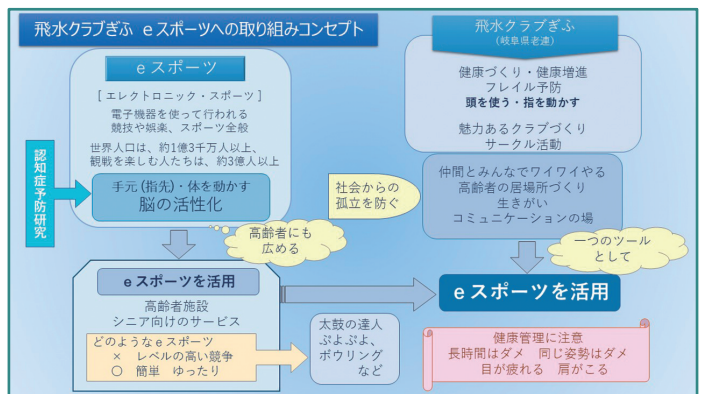 飛水クラブぎふ eスポーツへの取り組みコンセプト
eスポーツ
[ エレクトロニック・スポーツ ]
電子機器を使って行われる
競技や娯楽、スポーツ全般
世界人口は、約1億3千万人以上、
観戦を楽しむ人たちは、約3億人以上
認知症予防研究
手元(指先)・体を動かす
脳の活性化
高齢者にも
広める
eスポーツを活用
高齢者施設
シニア向けのサービス
どのようなeスポーツ
× レベルの高い競争
○ 簡単 ゆったり
太鼓の達人
ぷよぷよ、
ボウリング
など
飛水クラブぎふ
(岐阜県老連)
健康づくり・健康増進
フレイル予防
頭を使う・指を動かす
魅力あるクラブづくり
サークル活動
社会からの
孤立を防ぐ
仲間とみんなでワイワイやる
高齢者の居場所づくり
生きがい
コミュニケーションの場
一つのツール
として
eスポーツを活用
健康管理に注意
長時間はダメ 同じ姿勢はダメ
目が疲れる 肩がこる